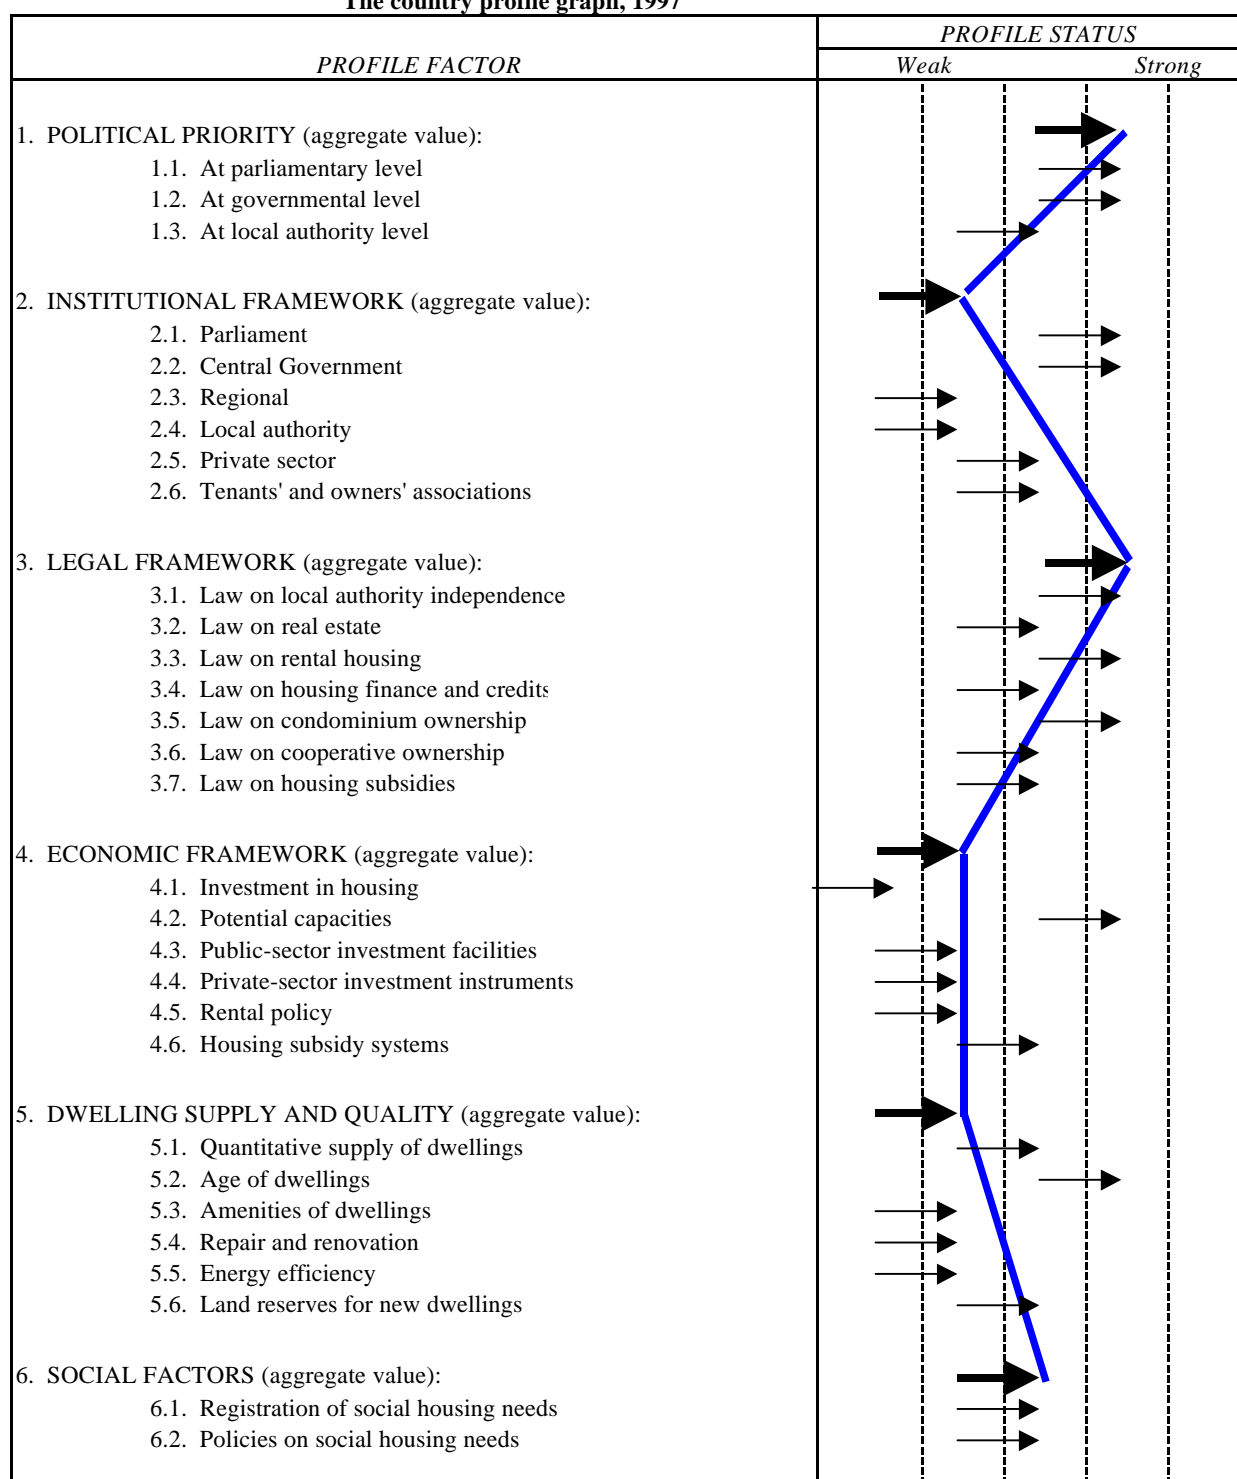 The country profile graph, 1997
PROFILE STATUS
PROFILE FACTOR Weak Strong
1. POLITICAL PRIORITY (aggregate value):
1.1. At parliamentary level
1.2. At governmental level
1.3. At local authority level
2. INSTITUTIONAL FRAMEWORK (aggregate value):
2.1. Parliament
2.2. Central Government
2.3. Regional
2.4. Local authority
2.5. Private sector
2.6. Tenants' and owners' associations
3. LEGAL FRAMEWORK (aggregate value):
3.1. Law on local authority independence
3.2. Law on real estate
3.3. Law on rental housing
3.4. Law on housing finance and credits
3.5. Law on condominium ownership
3.6. Law on cooperative ownership
3.7. Law on housing subsidies
4. ECONOMIC FRAMEWORK (aggregate value):
4.1. Investment in housing
4.2. Potential capacities
4.3. Public-sector investment facilities
4.4. Private-sector investment instruments
4.5. Rental policy
4.6. Housing subsidy systems
5. DWELLING SUPPLY AND QUALITY (aggregate value):
5.1. Quantitative supply of dwellings
5.2. Age of dwellings
5.3. Amenities of dwellings
5.4. Repair and renovation
5.5. Energy efficiency
5.6. Land reserves for new dwellings
6. SOCIAL FACTORS (aggregate value):
6.1. Registration of social housing needs
6.2. Policies on social housing needs